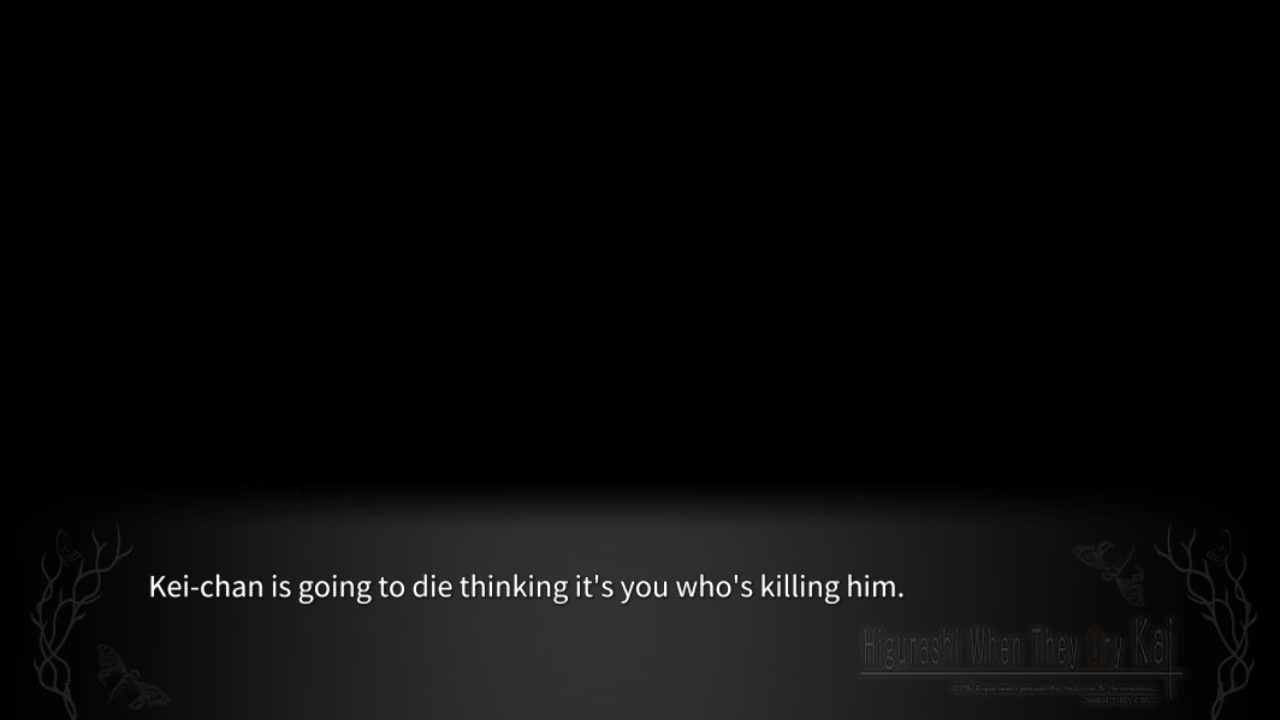 Kei-chan is going to die thinking it's you who's killing him.
Higurashi When They Cry Kai